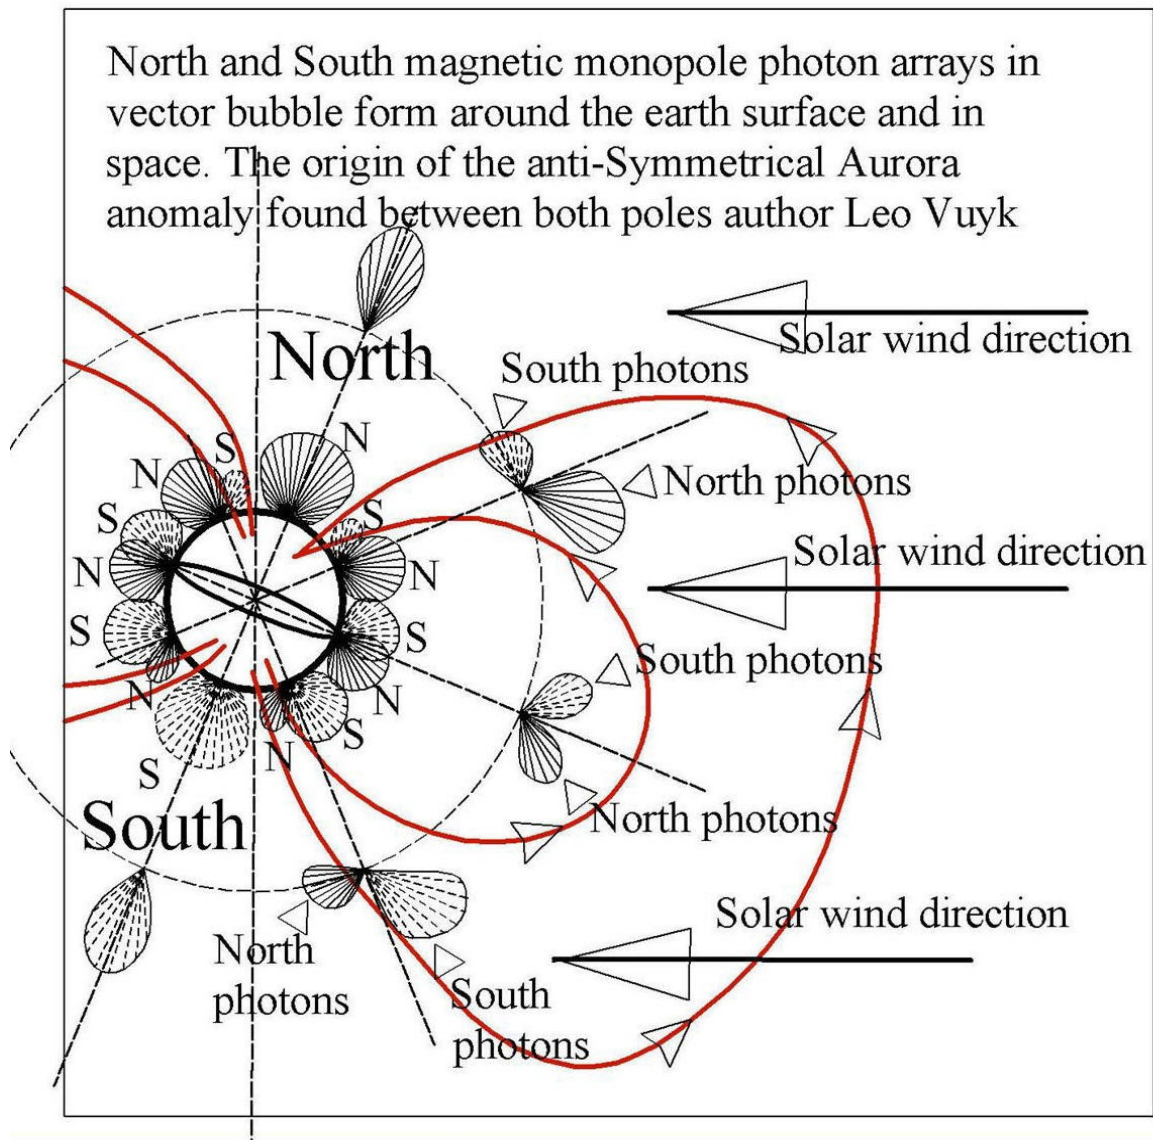 North and South magnetic monopole photon arrays in
vector bubble form around the earth surface and in
space. The origin of the anti-Symmetrical Aurora
anomaly found between both poles author Leo Vuyk
Solar wind direction
North
South photons
N
S
N
North photons
S
S
Solar wind direction
N
N
S
S
South photons
N
N
S
N
S
North photons
South
Solar wind direction
North
photons
South
photons